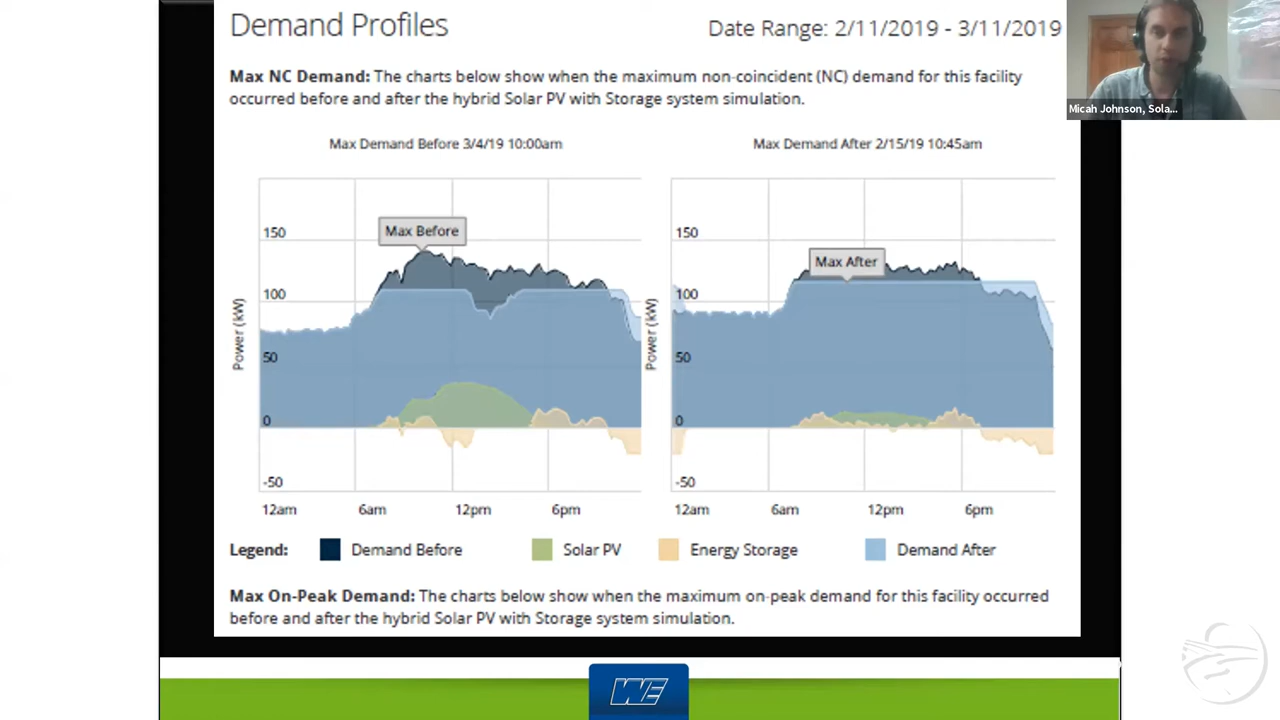 Demand Profiles
Date Range: 2/11/2019 - 3/11/2019
Max NC Demand: The charts below show when the maximum non-coincident (NC) demand for this facility
occurred before and after the hybrid Solar PV with Storage system simulation.
Micah Johnson, Sola...
Max Demand Before 3/4/19 10:00am
Max Demand After 2/15/19 10:45am
Max Before
Max After
150
100
50
0
-50
Power (kW)
12am
6am
12pm
6pm
150
100
50
0
-50
Power (kW)
12am
6am
12pm
6pm
Legend:
Demand Before
Solar PV
Energy Storage
Demand After
Max On-Peak Demand: The charts below show when the maximum on-peak demand for this facility occurred
before and after the hybrid Solar PV with Storage system simulation.
WE